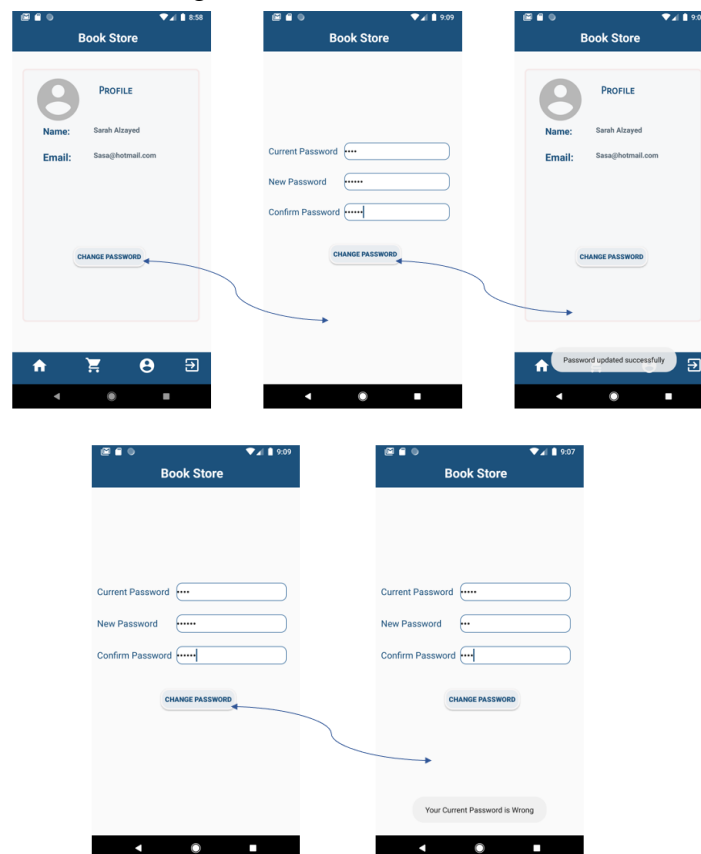 8:58
Book Store
PROFILE
Name: Sarah Alzayed
Email: Sasa@hotmail.com
CHANGE PASSWORD
9:09
Book Store
Current Password ••••
New Password ••••••
Confirm Password ••••••
CHANGE PASSWORD
Book Store
PROFILE
Name: Sarah Alzayed
Email: Sasa@hotmail.com
CHANGE PASSWORD
Password updated successfully
9:09
Book Store
Current Password ••••
New Password ••••••
Confirm Password ••••••
CHANGE PASSWORD
9:07
Book Store
Current Password •••••
New Password •••
Confirm Password ••••
CHANGE PASSWORD
Your Current Password is Wrong